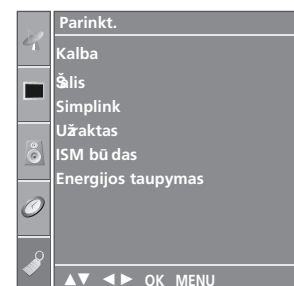 Parinkt.
Kalba
Šalis
Simplink
Užraktas
ISM būdas
Energijos taupymas
▲▼ ◄► OK MENU